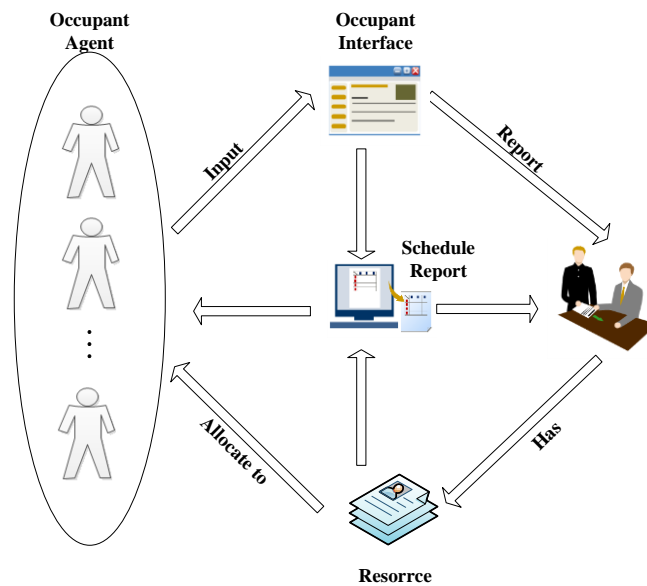 Occupant
Agent
Occupant
Interface
Input
Report
Schedule
Report
Allocate to
Has
Resorrce